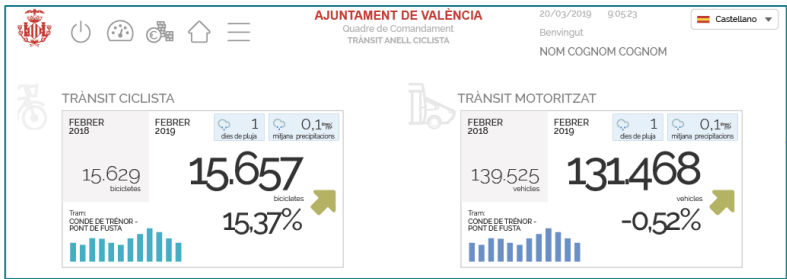 AJUNTAMENT DE VALÈNCIA
Quadre de Comandament
TRÀNSIT ANELL CICLISTA
20/03/2019 9.05:23
Benvingut
NOM COGNOM COGNOM
Castellano
TRÀNSIT CICLISTA
FEBRER
2018
FEBRER
2019
1
dies de pluja
0,1
mitjana precipitacions
15.629
bicicletes
15.657
bicicletes
Tram:
CONDE DE TRÉNOR -
PONT DE FUSTA
15,37%
TRÀNSIT MOTORITZAT
FEBRER
2018
FEBRER
2019
1
dies de pluja
0,1
mitjana precipitacions
139.525
vehicles
131.468
vehicles
Tram:
CONDE DE TRÉNOR -
PONT DE FUSTA
-0,52%